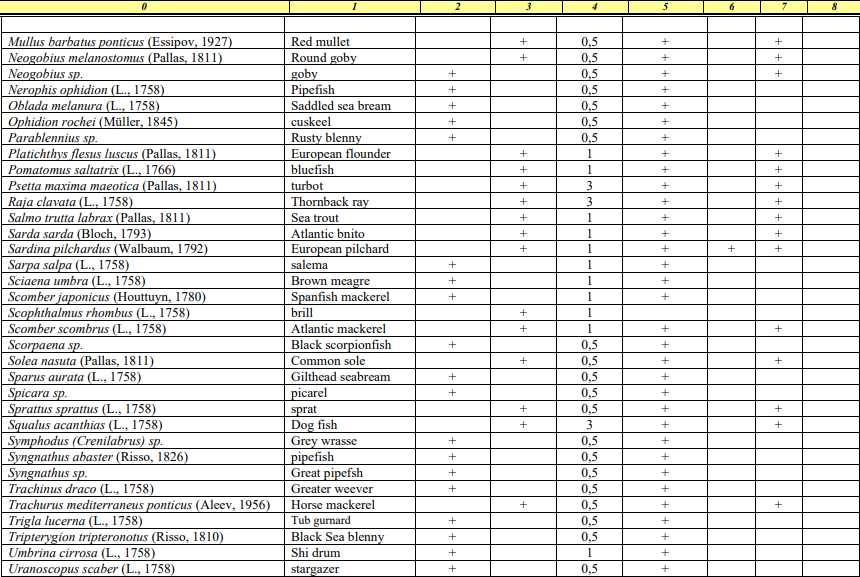 0 1 2 3 4 5 6 7 8
Mullus barbatus ponticus (Essipov, 1927) Red mullet + 0,5 + +
Neogobius melanostomus (Pallas, 1811) Round goby + 0,5 + +
Neogobius sp. goby + 0,5 + +
Nerophis ophidion (L., 1758) Pipefish + 0,5 +
Oblada melanura (L., 1758) Saddled sea bream + 0,5 +
Ophidion rochei (Müller, 1845) cuskeel + 0,5 +
Parablennius sp. Rusty blenny + 0,5 +
Platichthys flesus luscus (Pallas, 1811) European flounder + 1 + +
Pomatomus saltatrix (L., 1766) bluefish + 1 + +
Psetta maxima maeotica (Pallas, 1811) turbot + 3 + +
Raja clavata (L., 1758) Thornback ray + 3 + +
Salmo trutta labrax (Pallas, 1811) Sea trout + 1 + +
Sarda sarda (Bloch, 1793) Atlantic bnito + 1 + +
Sardina pilchardus (Walbaum, 1792) European pilchard + 1 + + +
Sarpa salpa (L., 1758) salema + 1 +
Sciaena umbra (L., 1758) Brown meagre + 1 +
Scomber japonicus (Houttuyn, 1780) Spanfish mackerel + 1 +
Scophthalmus rhombus (L., 1758) brill + 1
Scomber scombrus (L., 1758) Atlantic mackerel + 1 + +
Scorpaena sp. Black scorpionfish + 0,5 +
Solea nasuta (Pallas, 1811) Common sole + 0,5 + +
Sparus aurata (L., 1758) Gilthead seabream + 0,5 +
Spicara sp. picarel + 0,5 +
Sprattus sprattus (L., 1758) sprat + 0,5 + +
Squalus acanthias (L., 1758) Dog fish + 3 + +
Symphodus (Crenilabrus) sp. Grey wrasse + 0,5 +
Syngnathus abaster (Risso, 1826) pipefish + 0,5 +
Syngnathus sp. Great pipefsh + 0,5 +
Trachinus draco (L., 1758) Greater weever + 0,5 +
Trachurus mediterraneus ponticus (Aleev, 1956) Horse mackerel + 0,5 + +
Trigla lucerna (L., 1758) Tub gurnard + 0,5 +
Tripterygion tripteronotus (Risso, 1810) Black Sea blenny + 0,5 +
Umbrina cirrosa (L., 1758) Shi drum + 1 +
Uranoscopus scaber (L., 1758) stargazer + 0,5 +